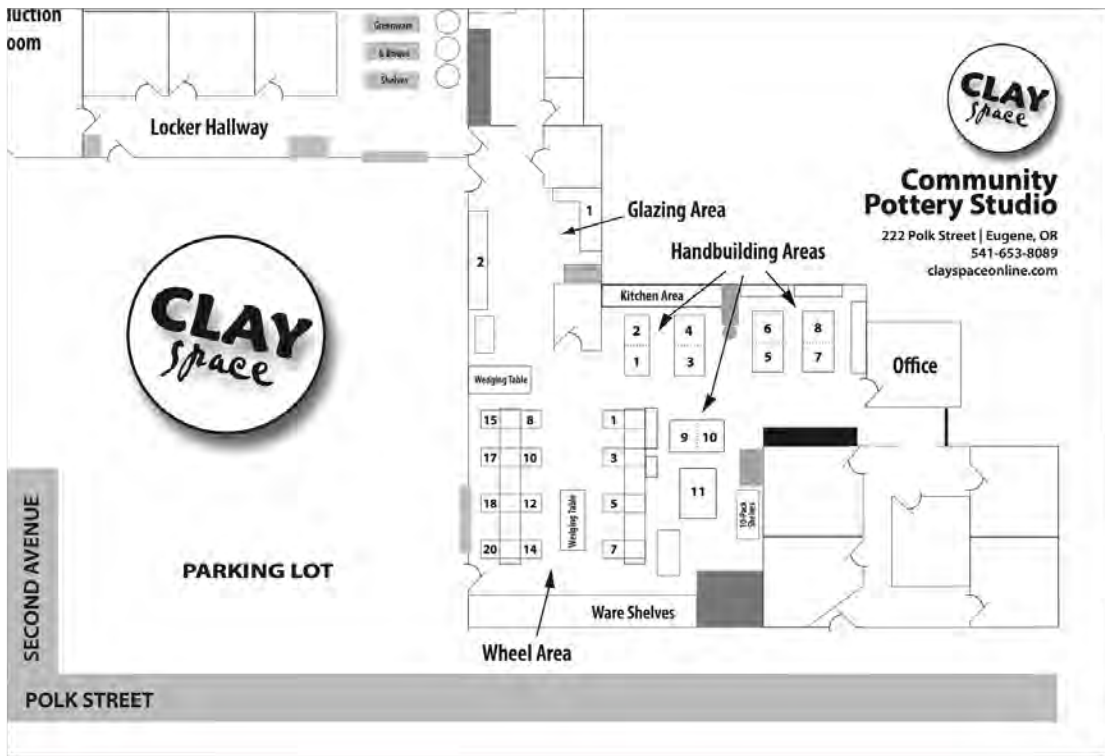 duction
oom
Greenware
& Bisque
Shelves
Locker Hallway
CLAY
space
Community
Pottery Studio
222 Polk Street | Eugene, OR
541-653-8089
clayspaceonline.com
1
Glazing Area
2
Handbuilding Areas
Kitchen Area
2
4
6
8
1
3
5
7
Office
CLAY
space
Wedging Table
15 8
1
9 10
17 10
3
11
18 12
Wedging Table
5
10-Pack
Shelves
20 14
7
PARKING LOT
Ware Shelves
Wheel Area
SECOND AVENUE
POLK STREET